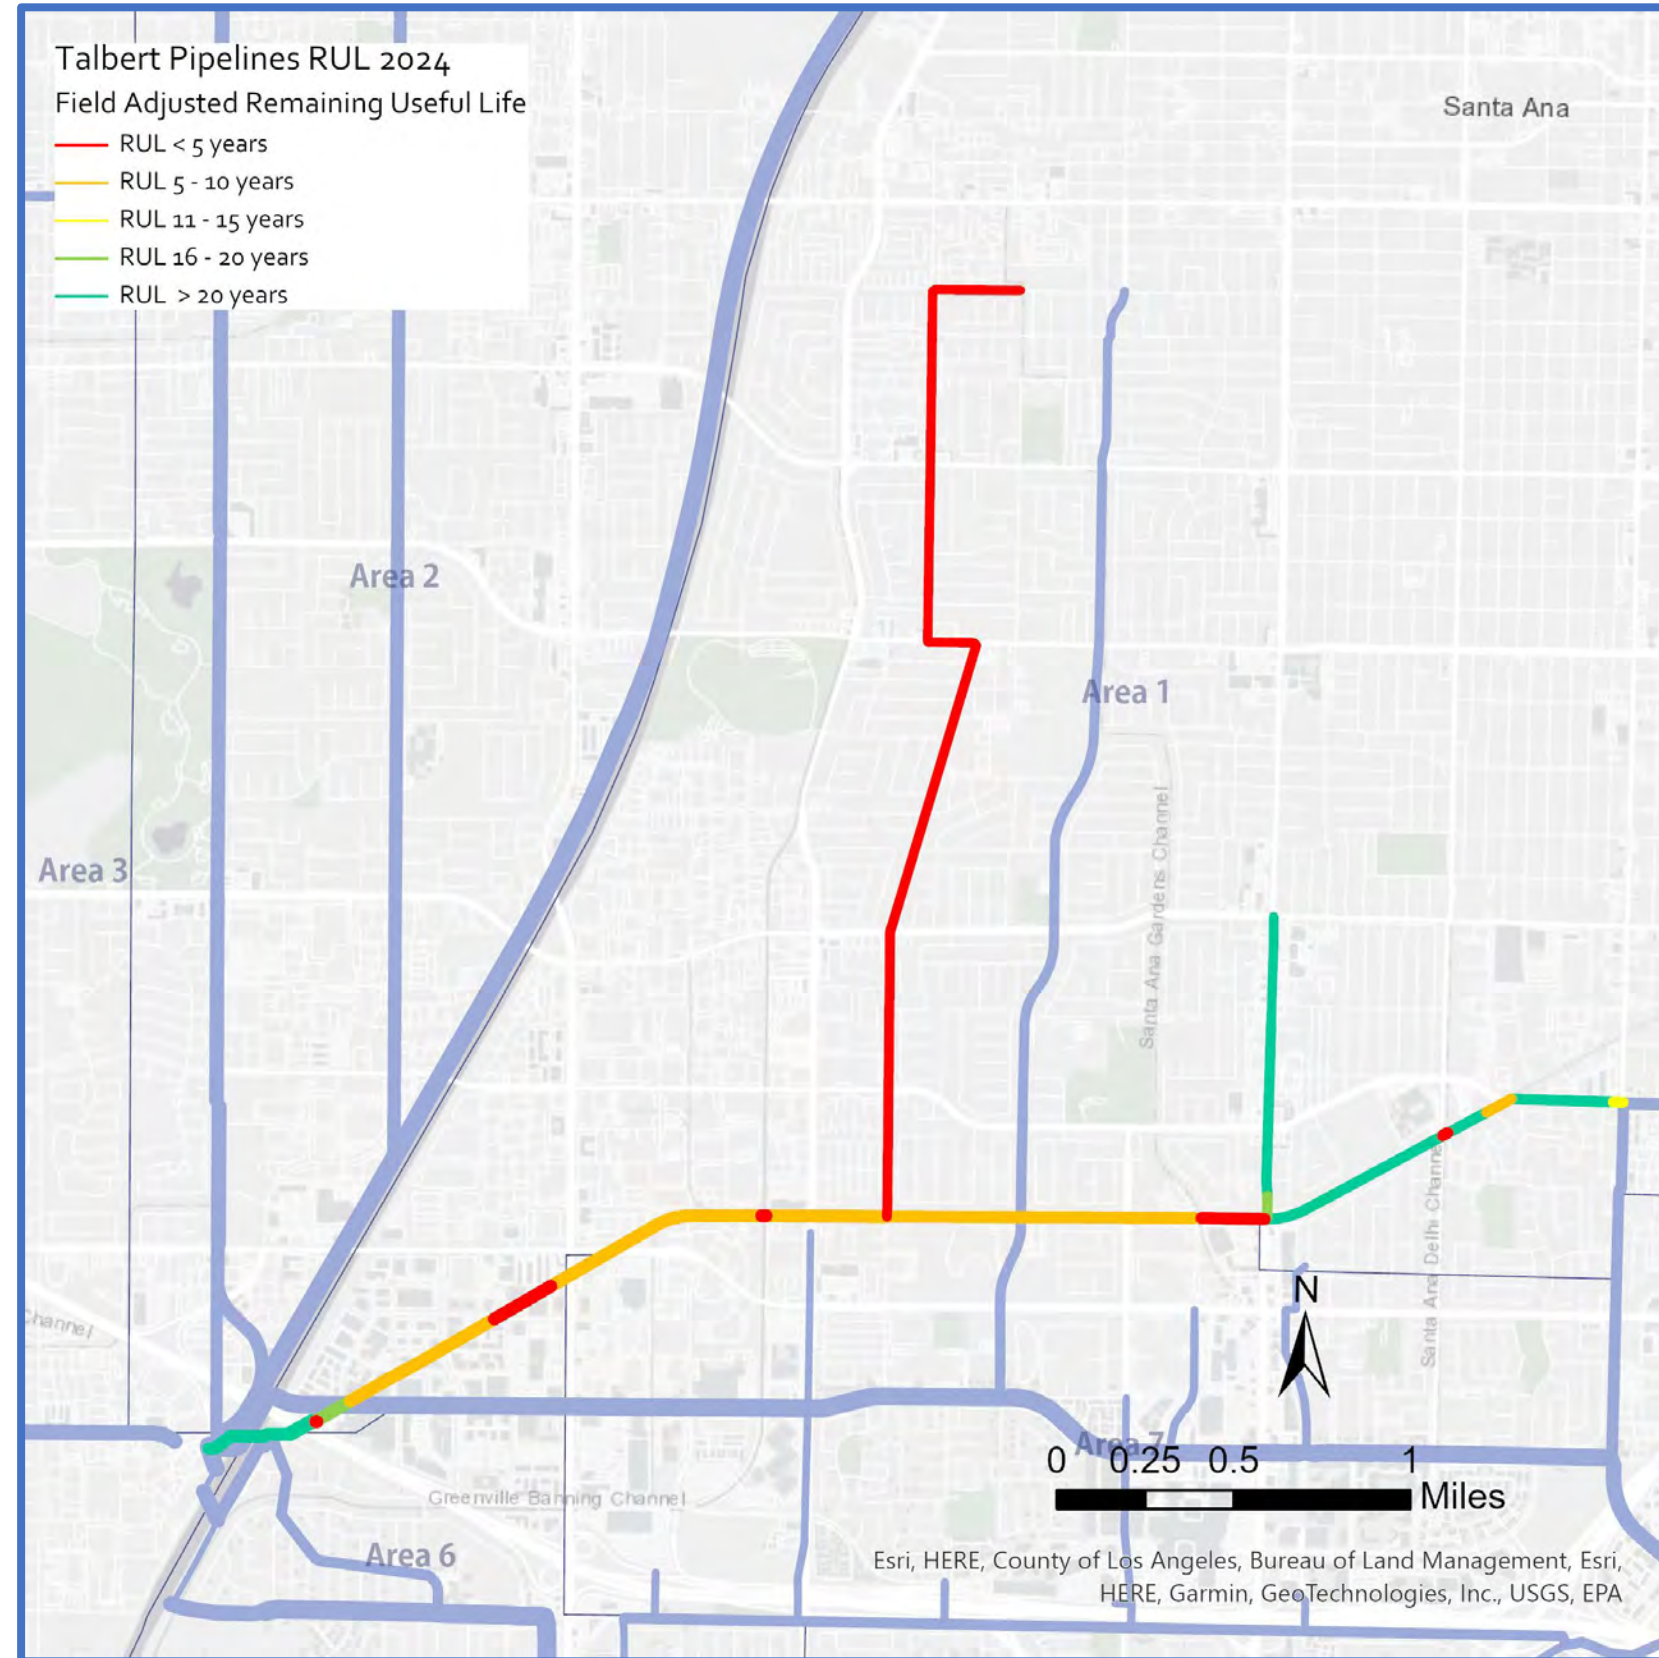 Talbert Pipelines RUL 2024
Field Adjusted Remaining Useful Life
RUL < 5 years
RUL 5 - 10 years
RUL 11 - 15 years
RUL 16 - 20 years
RUL > 20 years
Santa Ana
Area 2
Area 1
Area 3
Santa Ana Gardens Channel
Santa Ana Delhi Channel
Channel
N
Area 7
0 0.25 0.5 1
Miles
Greenville Banning Channel
Area 6
Esri, HERE, County of Los Angeles, Bureau of Land Management, Esri,
HERE, Garmin, GeoTechnologies, Inc., USGS, EPA